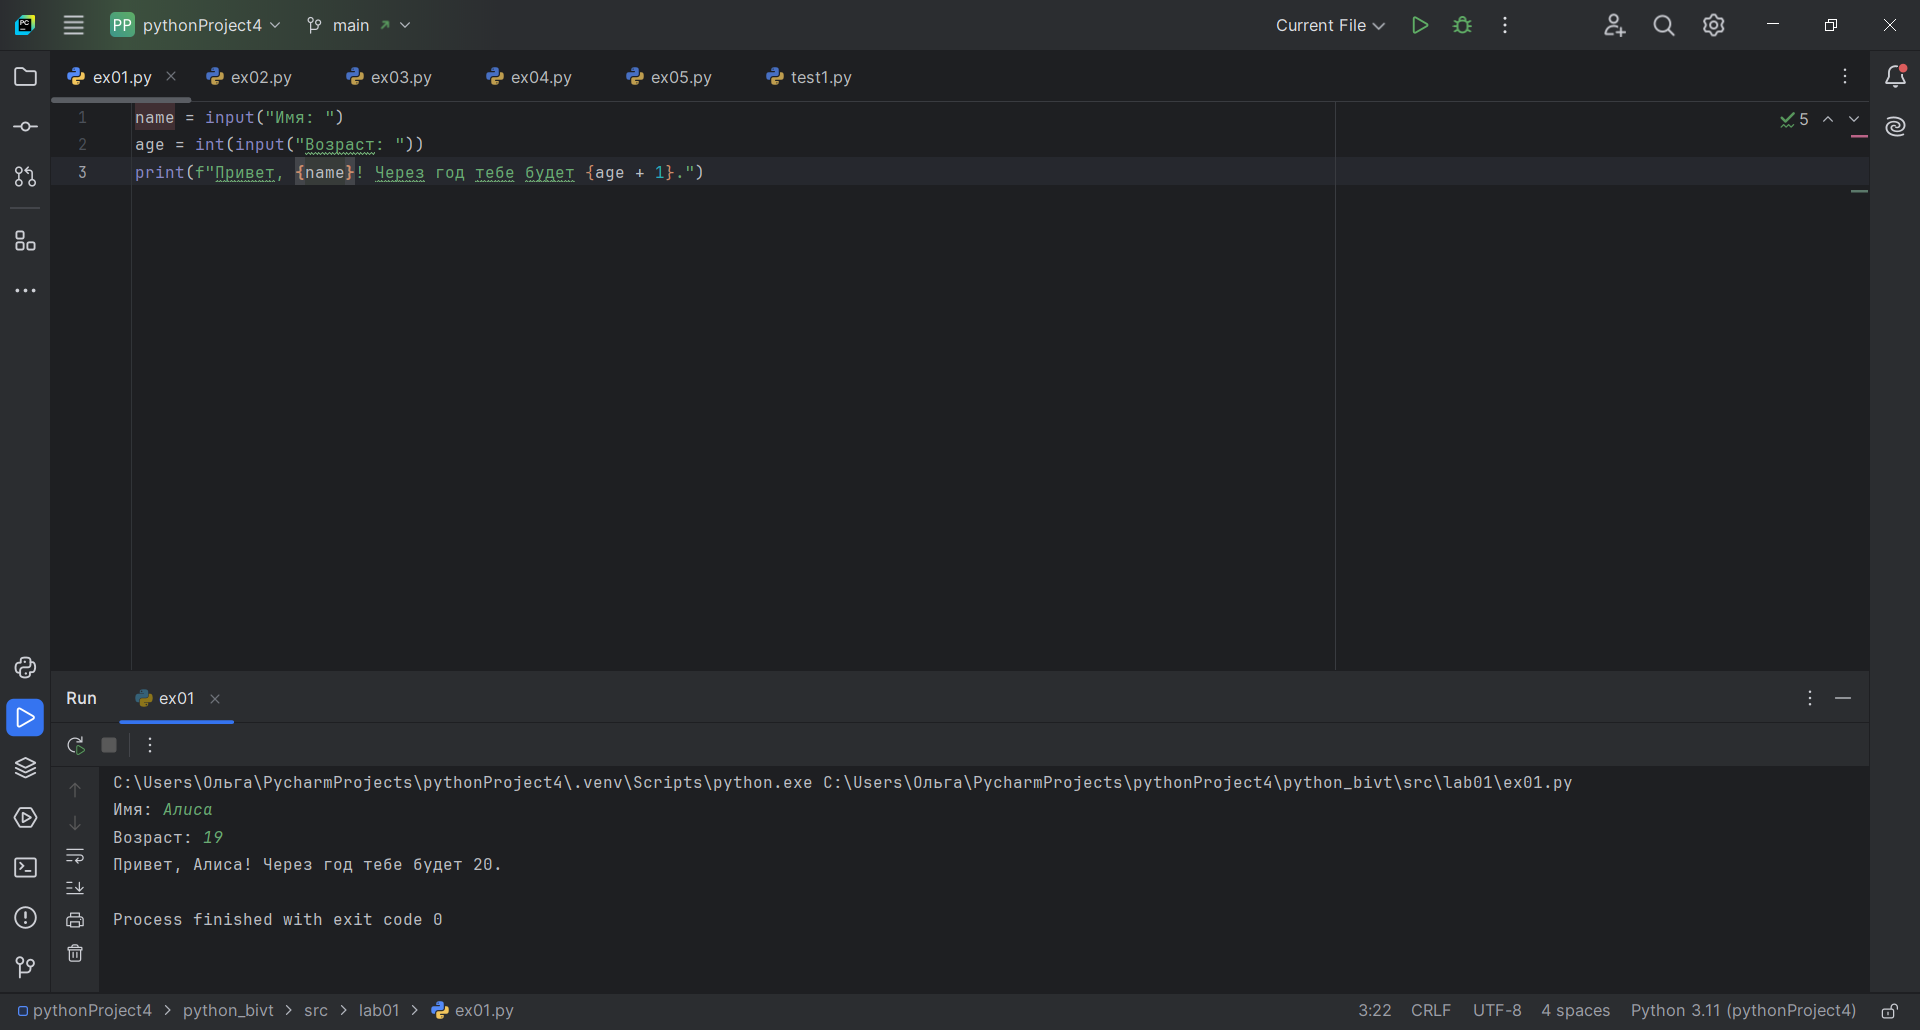 PP pythonProject4 main Current File
ex01.py ex02.py ex03.py ex04.py ex05.py test1.py
1 name = input("Имя: ")
5
2 age = int(input("Возраст: "))
3 print(f"Привет, {name}! Через год тебе будет {age + 1}.")
Run ex01
C:\Users\Ольга\PycharmProjects\pythonProject4\.venv\Scripts\python.exe C:\Users\Ольга\PycharmProjects\pythonProject4\python_bivt\src\lab01\ex01.py
Имя: Алиса
Возраст: 19
Привет, Алиса! Через год тебе будет 20.
Process finished with exit code 0
pythonProject4 > python_bivt > src > lab01 > ex01.py 3:22 CRLF UTF-8 4 spaces Python 3.11 (pythonProject4)